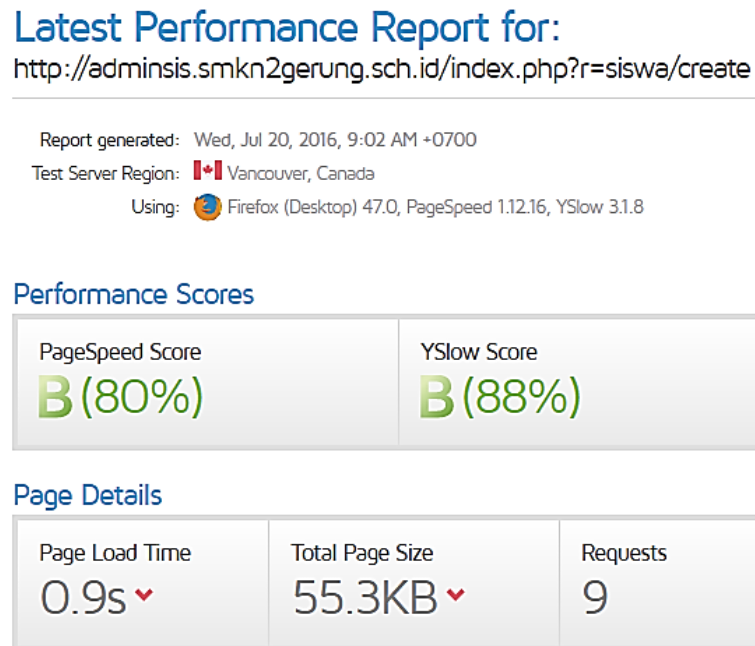 Latest Performance Report for:
http://adminsis.smkn2gerung.sch.id/index.php?r=siswa/create
Report generated: Wed, Jul 20, 2016, 9:02 AM +0700
Test Server Region: Vancouver, Canada
Using: Firefox (Desktop) 47.0, PageSpeed 1.12.16, YSlow 3.1.8
Performance Scores
PageSpeed Score YSlow Score
B (80%) B (88%)
Page Details
Page Load Time Total Page Size Requests
0.9s 55.3KB 9